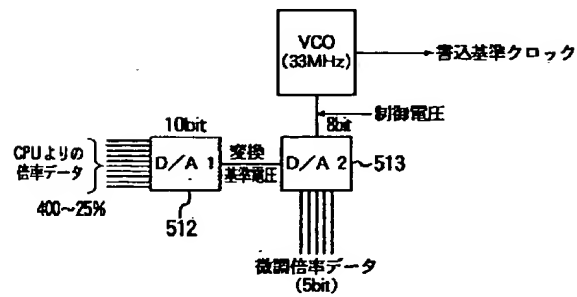 VCO
(33MHz)
書込基準クロック
制御電圧
10bit
8bit
CPUよりの
倍率データ
D/A 1
変換
基準電圧
D/A 2
513
400~25%
512
微調倍率データ
(5bit)